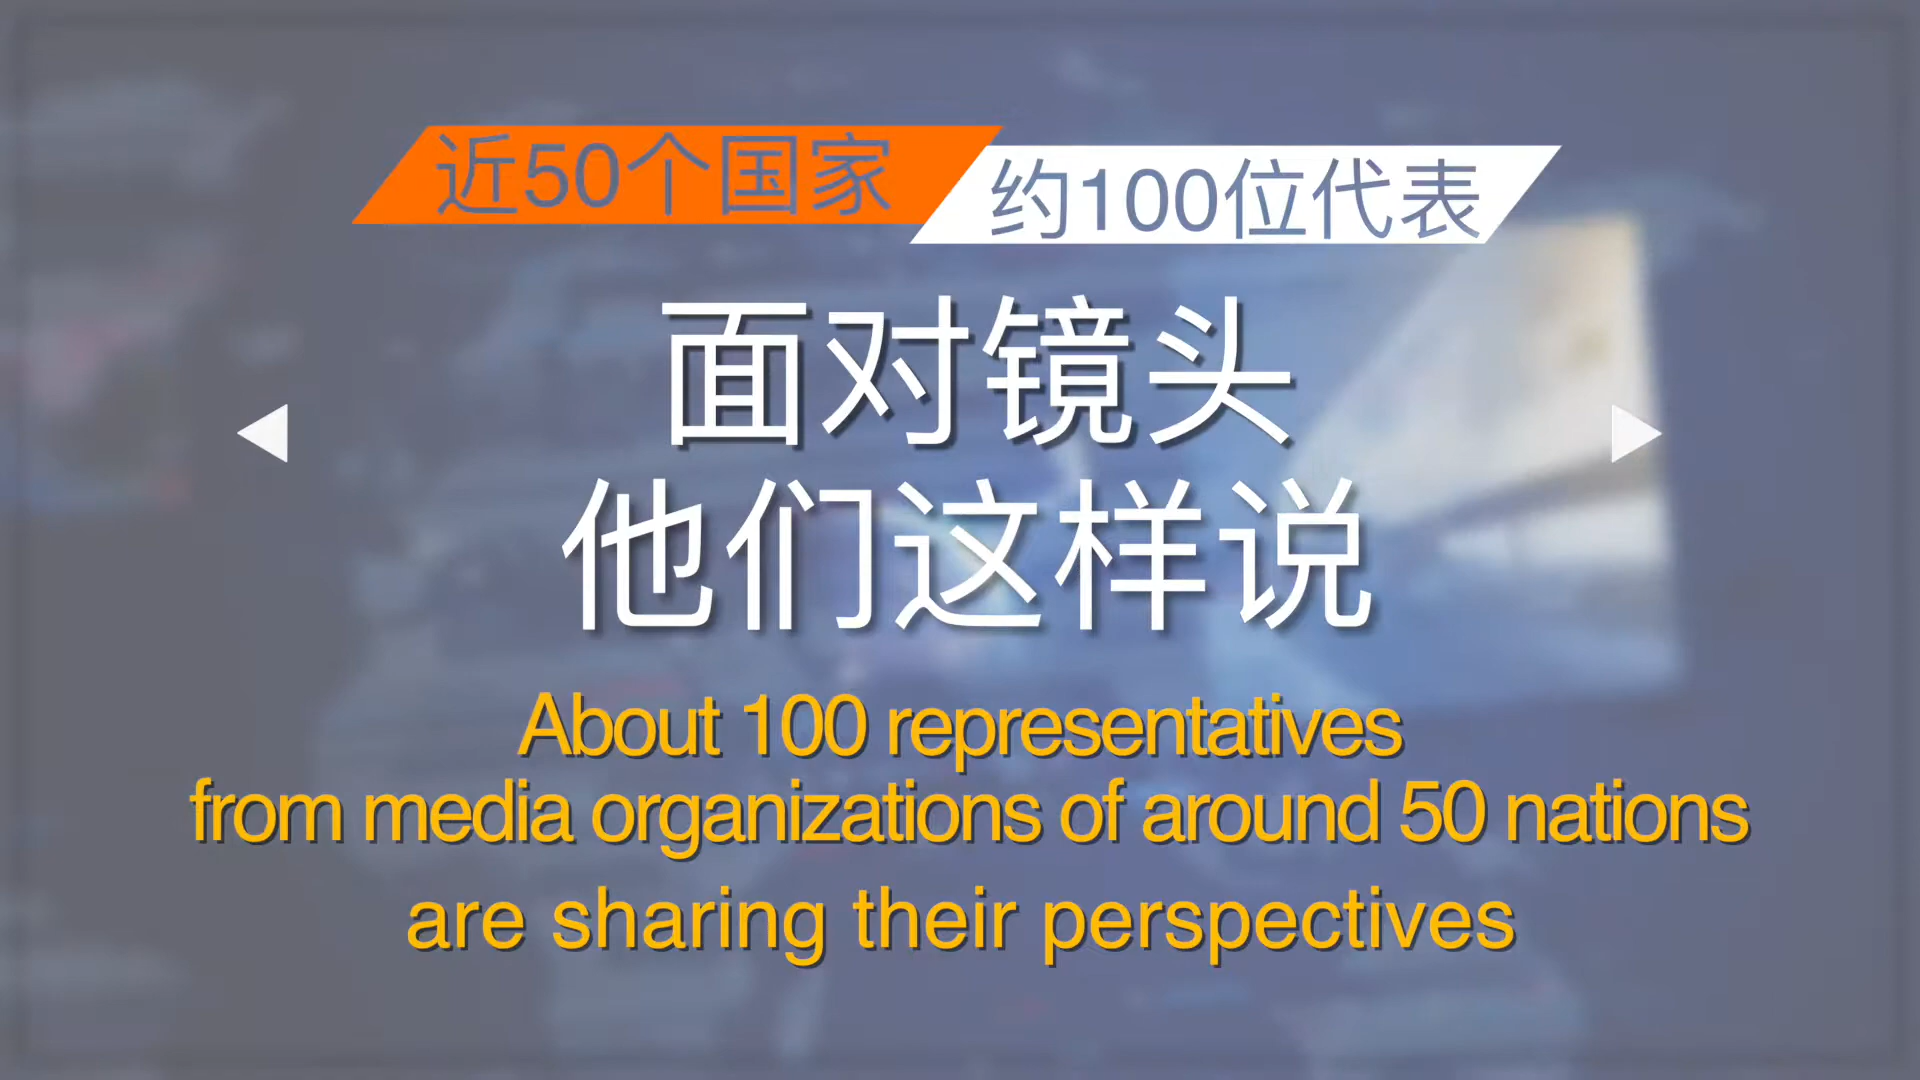 近50个国家
约100位代表
面对镜头
他们这样说
About 100 representatives
from media organizations of around 50 nations
are sharing their perspectives